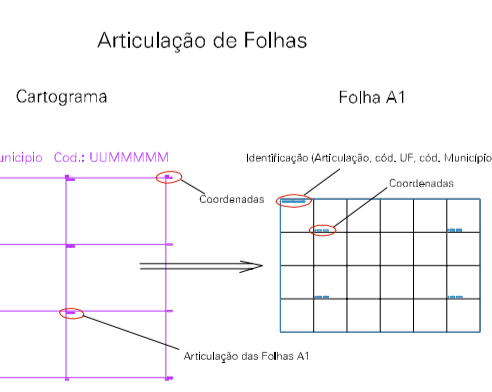 Articulação de Folhas
Cartograma
Folha A1
unicipio Cod.: UUMMMMM
Identificação (Articulação, cód. UF, cód. Município
Coordenadas
Coordenadas
Articulação das Folhas A1